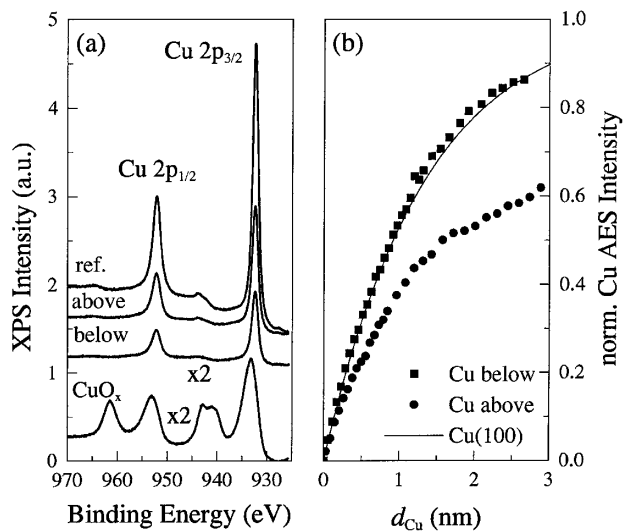 (a)
Cu 2p3/2
Cu 2p1/2
ref.
above
below
x2
CuOx
x2
XPS Intensity (a.u.)
5
4
3
2
1
0
970 960 950 940 930
Binding Energy (eV)
(b)
Cu below
Cu above
Cu(100)
0 1 2 3
dCu (nm)
1.0
0.8
0.6
0.4
0.2
0.0
norm. Cu AES Intensity